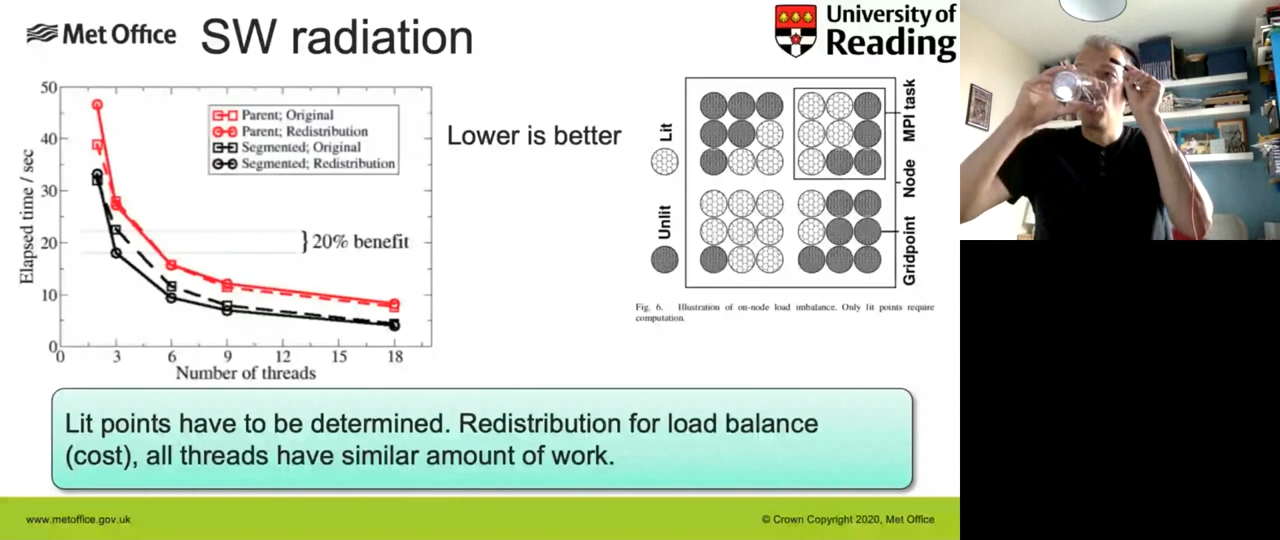 Met Office
SW radiation
University of
Reading
50
40
30
20
10
0
Elapsed time / sec
Parent; Original
Parent; Redistribution
Segmented; Original
Segmented; Redistribution
20% benefit
0 3 6 9 12 15 18
Number of threads
Lower is better
Lit
Unlit
MPI task
Node
Gridpoint
Fig. 6. Illustration of on-node load imbalance. Only lit points require
computation.
Lit points have to be determined. Redistribution for load balance
(cost), all threads have similar amount of work.
www.metoffice.gov.uk
© Crown Copyright 2020, Met Office